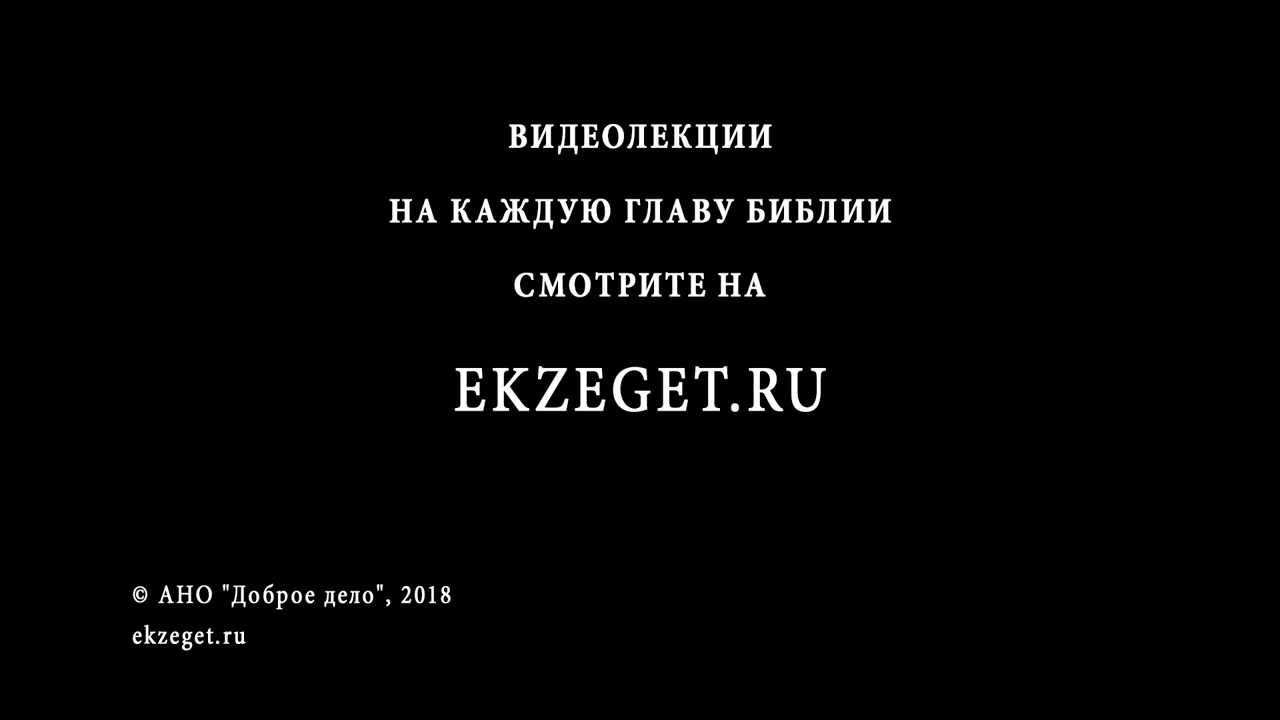 ВИДЕОЛЕКЦИИ
НА КАЖДУЮ ГЛАВУ БИБЛИИ
СМОТРИТЕ НА
EKZEGET.RU
© АНО "Доброе дело", 2018
ekzeget.ru